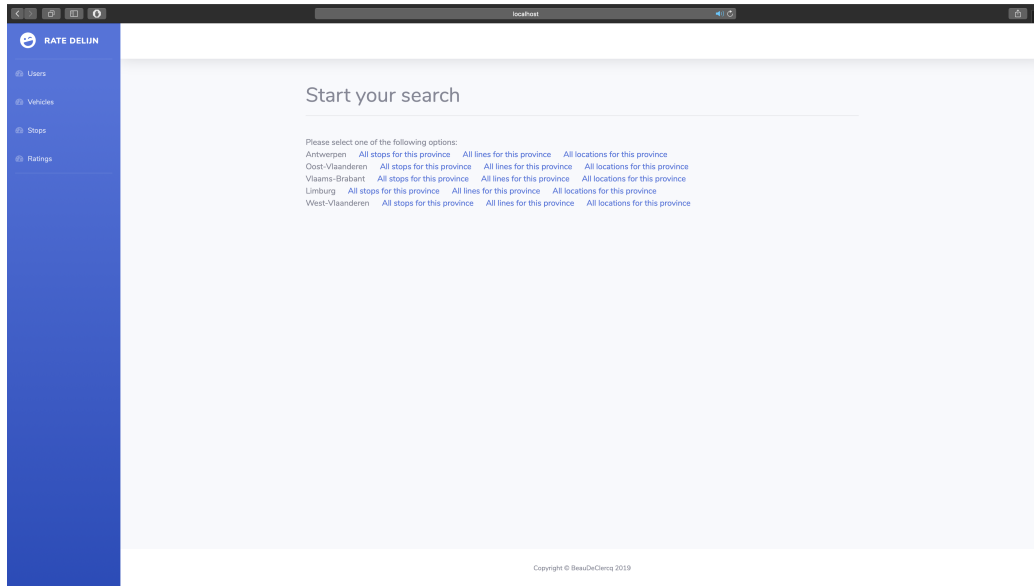 localhost
RATE DELIJN
Users
Vehicles
Stops
Ratings
Start your search
Please select one of the following options:
Antwerpen All stops for this province All lines for this province All locations for this province
Oost-Vlaanderen All stops for this province All lines for this province All locations for this province
Vlaams-Brabant All stops for this province All lines for this province All locations for this province
Limburg All stops for this province All lines for this province All locations for this province
West-Vlaanderen All stops for this province All lines for this province All locations for this province
Copyright © BeauDeClercq 2019